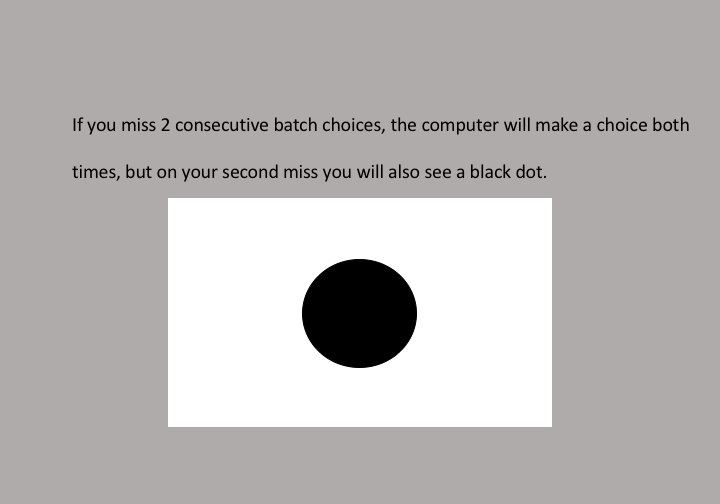 If you miss 2 consecutive batch choices, the computer will make a choice both
times, but on your second miss you will also see a black dot.